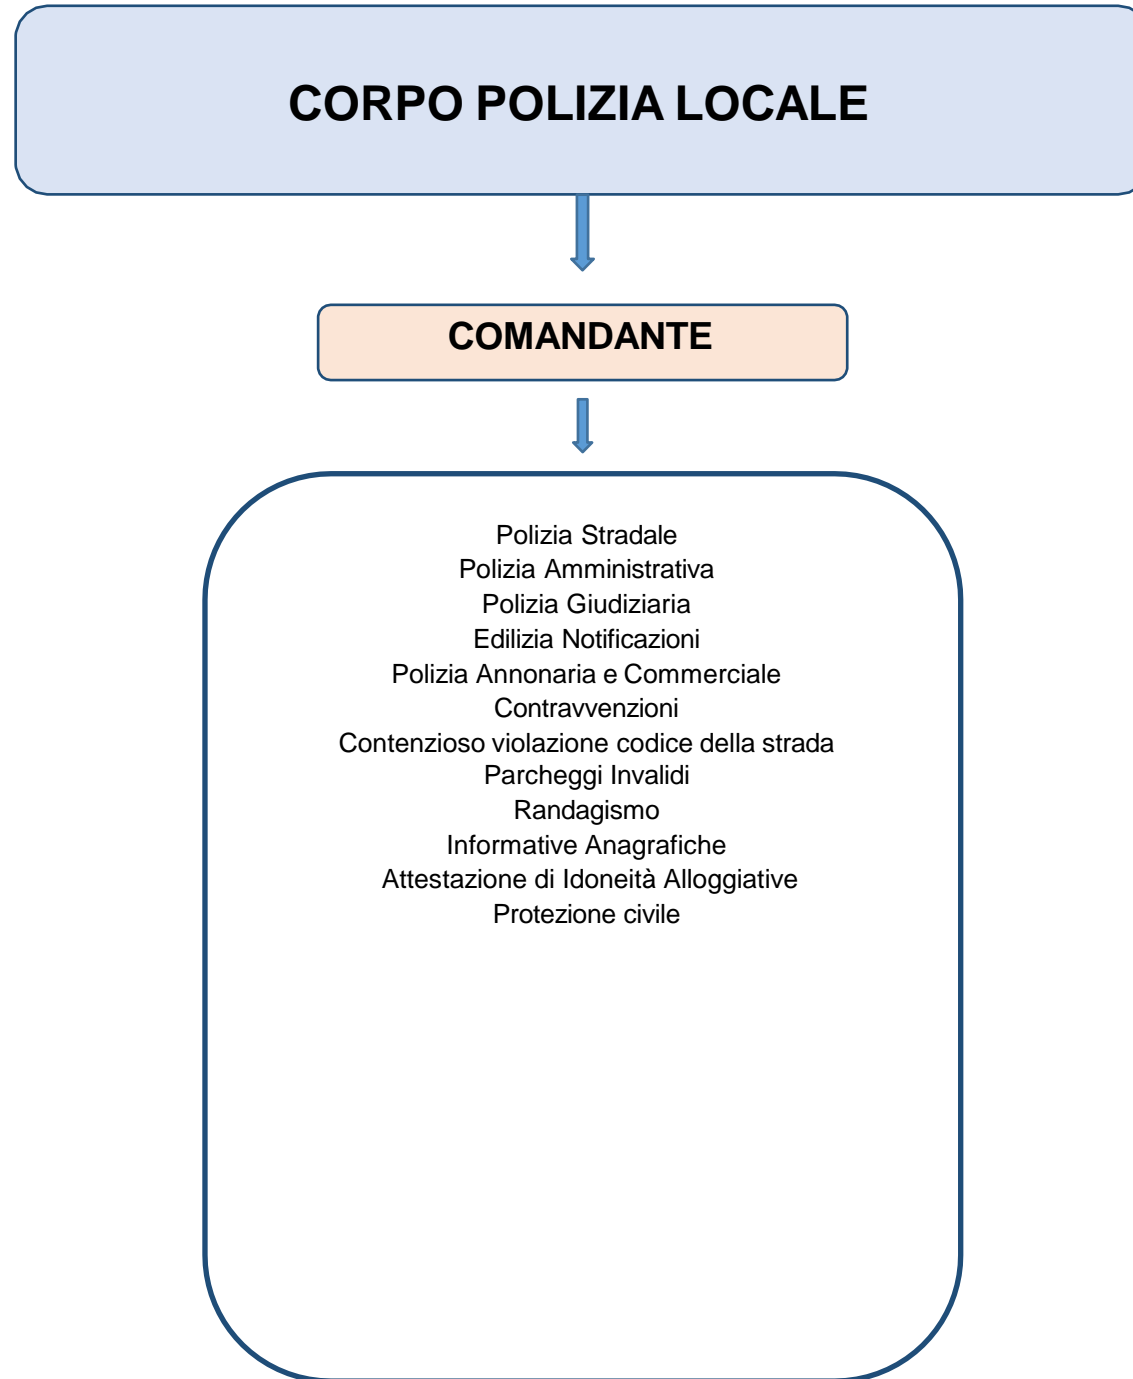 CORPO POLIZIA LOCALE
COMANDANTE
Polizia Stradale
Polizia Amministrativa
Polizia Giudiziaria
Edilizia Notificazioni
Polizia Annonaria e Commerciale
Contravvenzioni
Contenzioso violazione codice della strada
Parcheggi Invalidi
Randagismo
Informative Anagrafiche
Attestazione di Idoneità Alloggiative
Protezione civile